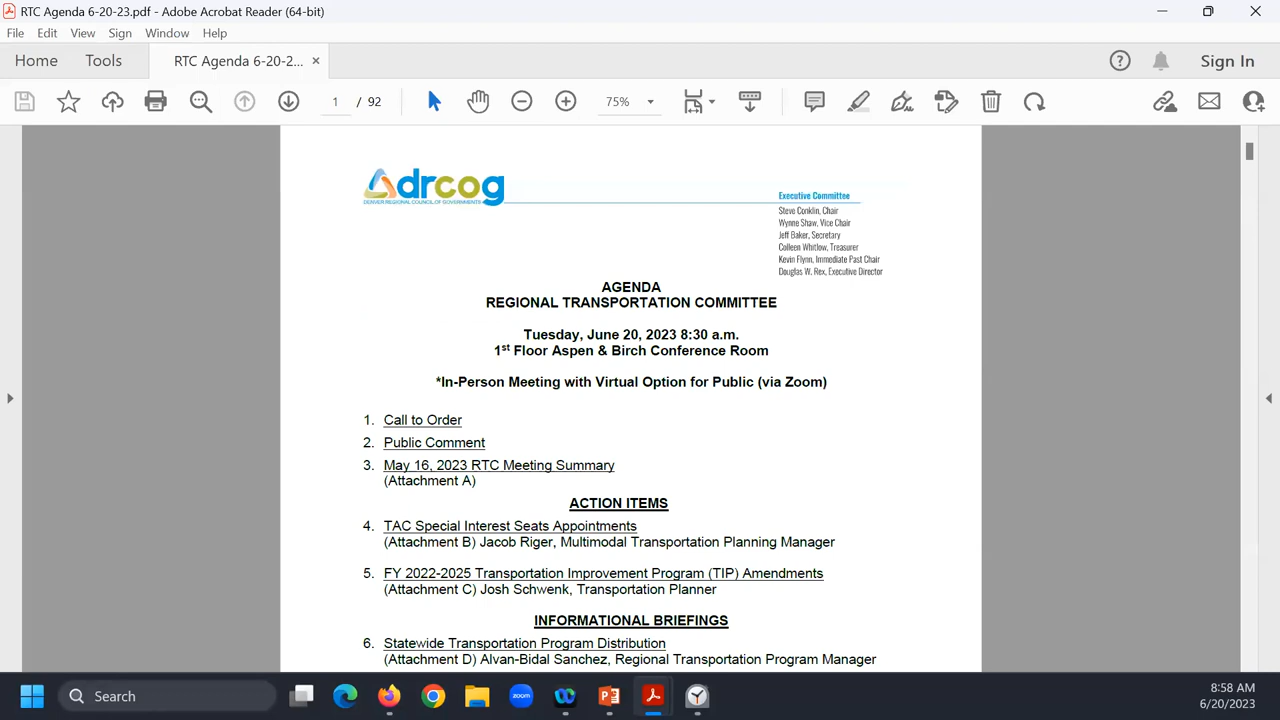 RTC Agenda 6-20-23.pdf - Adobe Acrobat Reader (64-bit)
File Edit View Sign Window Help
Home Tools RTC Agenda 6-20-2... × Sign In
1 / 92 75%
drcog
DENVER REGIONAL COUNCIL OF GOVERNMENTS
Executive Committee
Steve Conklin, Chair
Wynne Shaw, Vice Chair
Jeff Baker, Secretary
Colleen Whitlow, Treasurer
Kevin Flynn, Immediate Past Chair
Douglas W. Rex, Executive Director
AGENDA
REGIONAL TRANSPORTATION COMMITTEE
Tuesday, June 20, 2023 8:30 a.m.
1st Floor Aspen & Birch Conference Room
*In-Person Meeting with Virtual Option for Public (via Zoom)
1. Call to Order
2. Public Comment
3. May 16, 2023 RTC Meeting Summary
(Attachment A)
ACTION ITEMS
4. TAC Special Interest Seats Appointments
(Attachment B) Jacob Riger, Multimodal Transportation Planning Manager
5. FY 2022-2025 Transportation Improvement Program (TIP) Amendments
(Attachment C) Josh Schwenk, Transportation Planner
INFORMATIONAL BRIEFINGS
6. Statewide Transportation Program Distribution
(Attachment D) Alvan-Bidal Sanchez, Regional Transportation Program Manager
Search
zoom
8:58 AM
6/20/2023